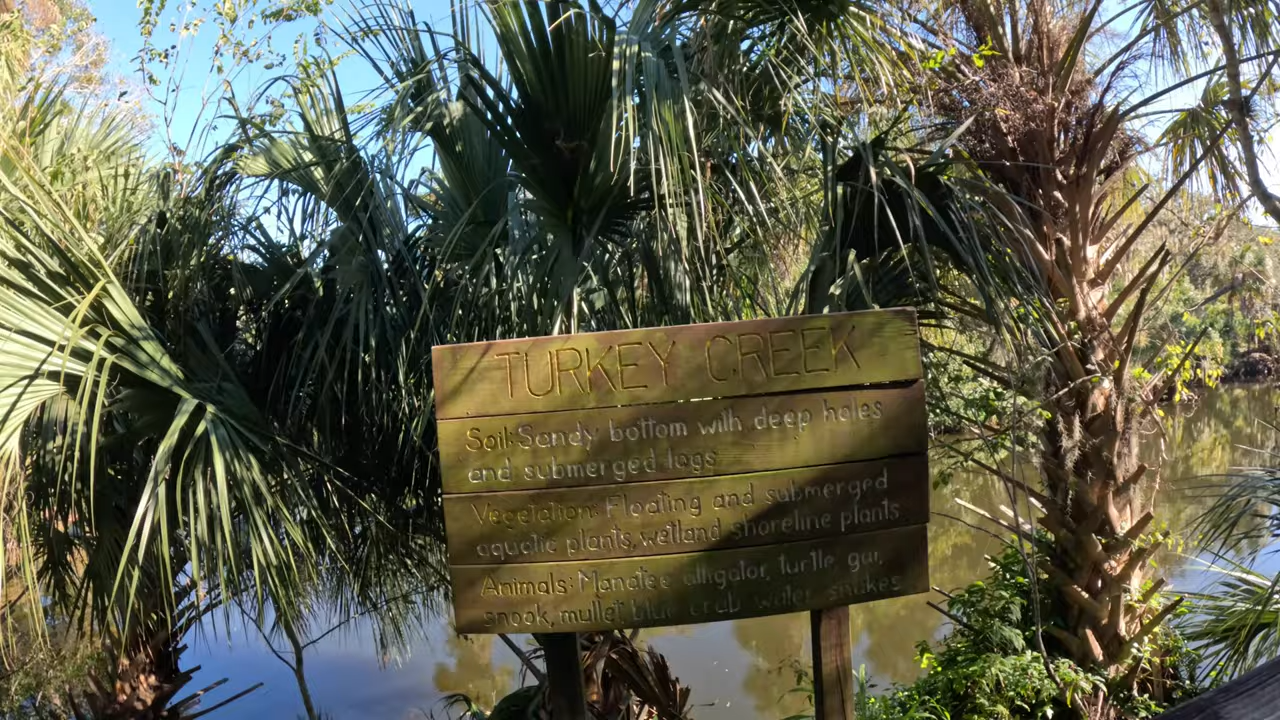 TURKEY CREEK
Soil: Sandy bottom with deep holes
and submerged logs
Vegetation: Floating and submerged
aquatic plants, wetland shoreline plants
Animals: Manatee alligator, turtle gar,
snook, mullet blue crab water snakes